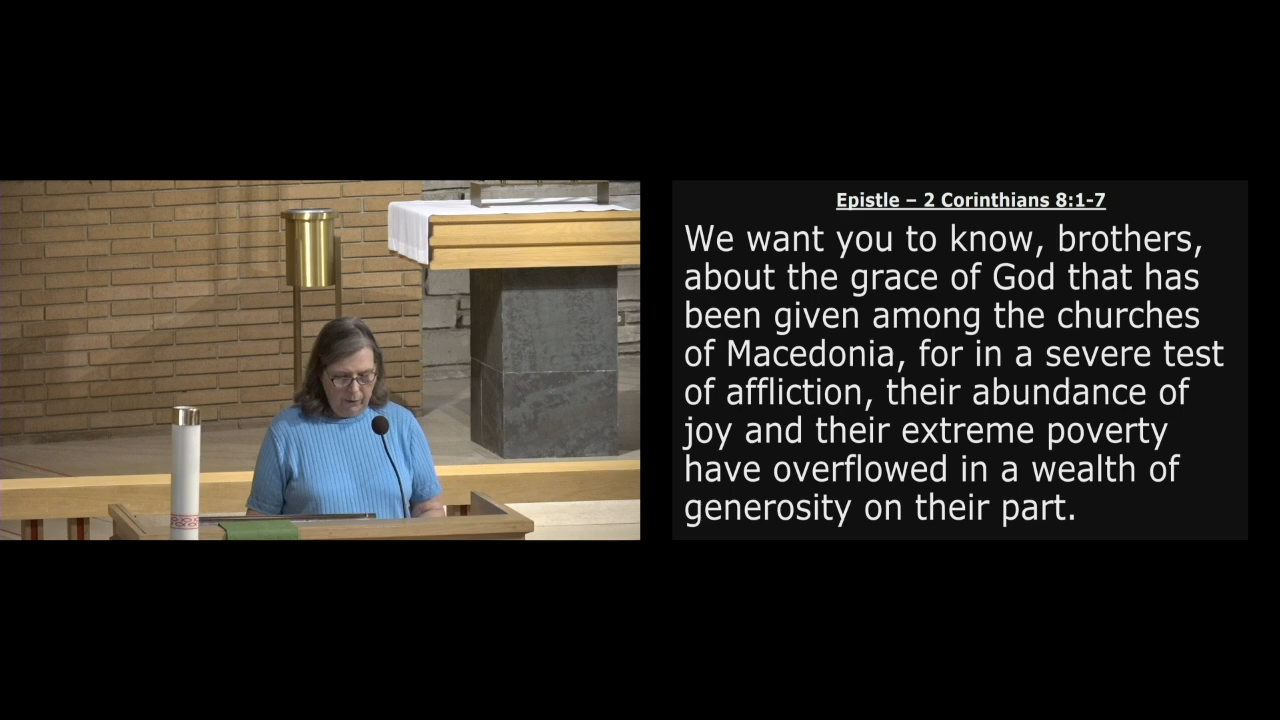 Epistle – 2 Corinthians 8:1-7
We want you to know, brothers,
about the grace of God that has
been given among the churches
of Macedonia, for in a severe test
of affliction, their abundance of
joy and their extreme poverty
have overflowed in a wealth of
generosity on their part.